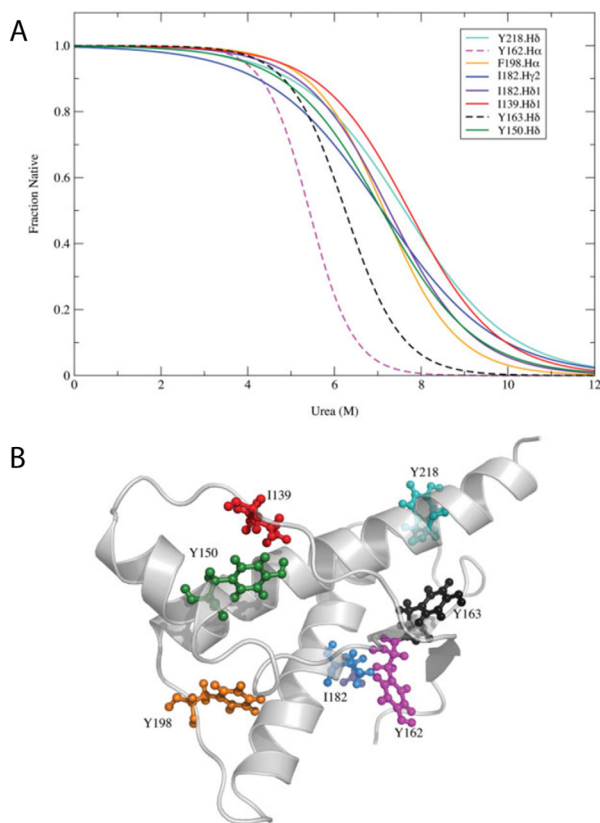 A
1.0
0.8
0.6
0.4
0.2
0
Fraction Native
0 2 4 6 8 10 12
Urea (M)
Y218.Hδ
Y162.Hα
F198.Hα
I182.Hγ2
I182.Hδ1
I139.Hδ1
Y163.Hδ
Y150.Hδ
B
Y218
I139
Y150
Y163
I182
Y198
Y162